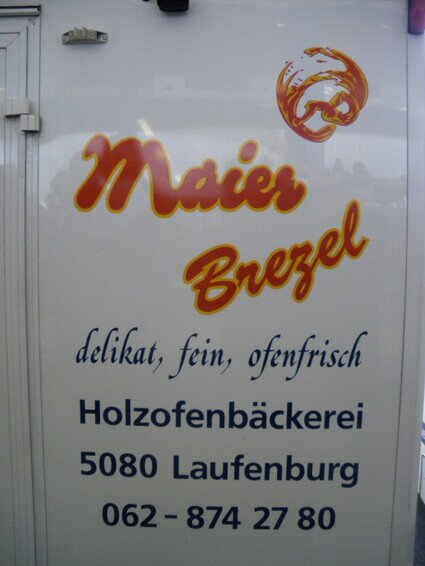 Maier
Brezel
delikat, fein, ofenfrisch
Holzofenbäckerei
5080 Laufenburg
062-874 27 80